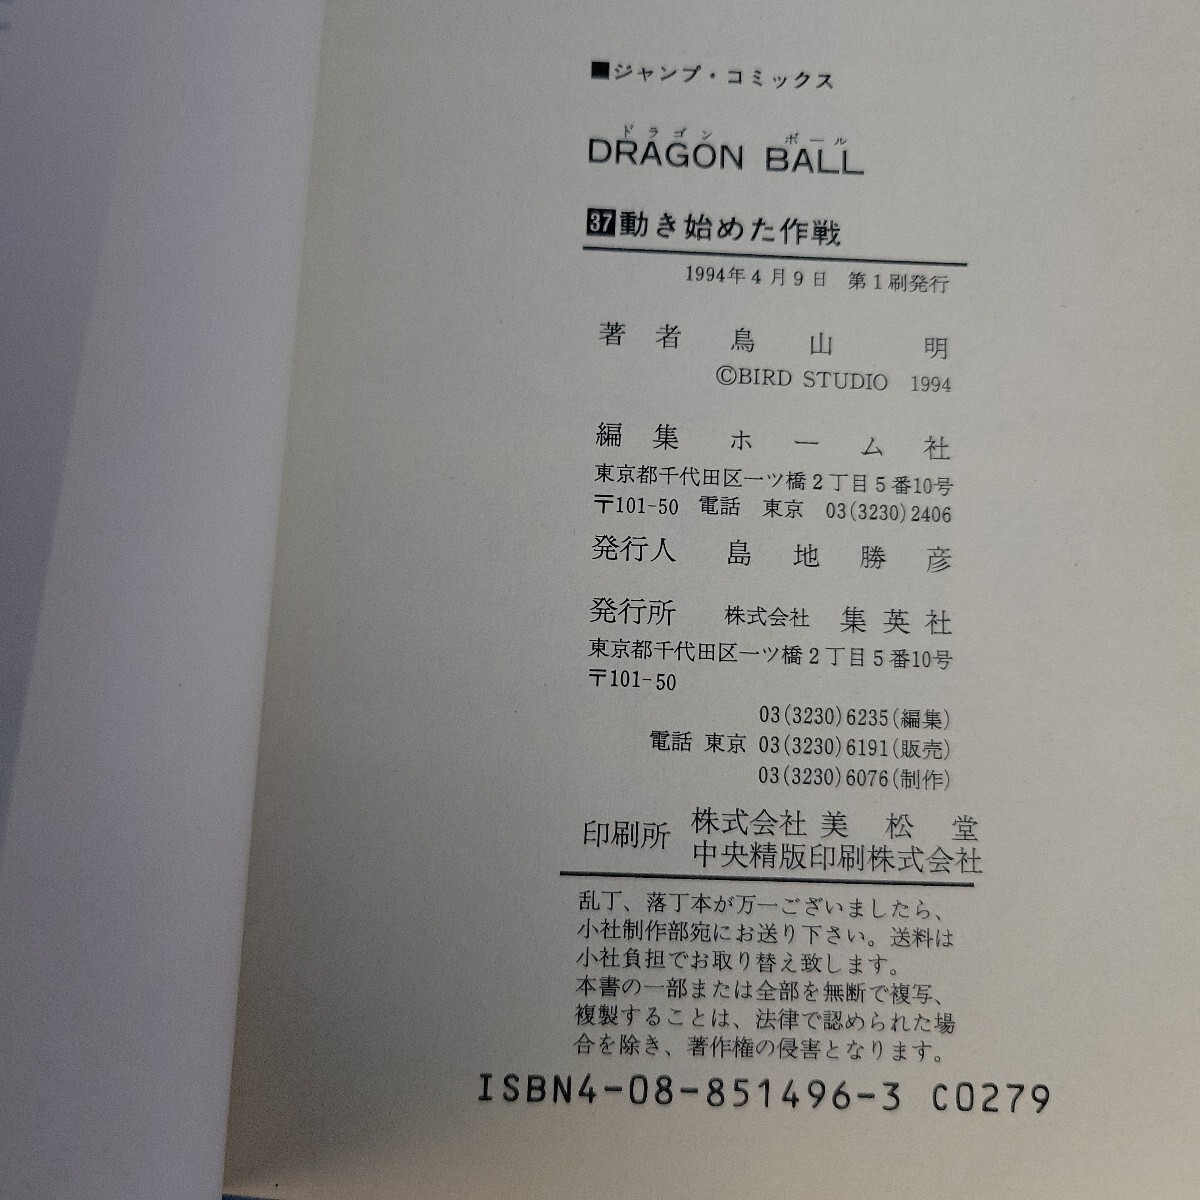 ■ジャンプ・コミックス
ドラゴン ボール
DRAGON BALL
37動き始めた作戦
1994年4月9日 第1刷発行
著者 鳥山 明
©BIRD STUDIO 1994
編集 ホーム社
東京都千代田区一ツ橋2丁目5番10号
〒101-50 電話 東京 03(3230)2406
発行人 島地勝彦
発行所 株式会社 集英社
東京都千代田区一ツ橋2丁目5番10号
〒101-50
03(3230)6235(編集)
電話 東京 03(3230)6191(販売)
03(3230)6076(制作)
印刷所 株式会社 美松堂
中央精版印刷株式会社
乱丁、落丁本が万一ございましたら、
小社制作部宛にお送り下さい。送料は
小社負担でお取り替え致します。
本書の一部または全部を無断で複写、
複製することは、法律で認められた場
合を除き、著作権の侵害となります。
ISBN4-08-851496-3 C0279